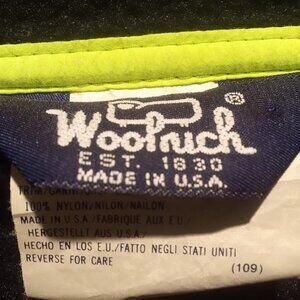 Woolrich
®
EST. 1830
MADE IN U.S.A.
100% NYLON/NILON/NAILON
MADE IN U.S.A./FABRIQUE AUX E.U./
HERGESTELLT AUS U.S.A./
HECHO EN LOS E.U./FATTO NEGLI STATI UNITI
REVERSE FOR CARE (109)